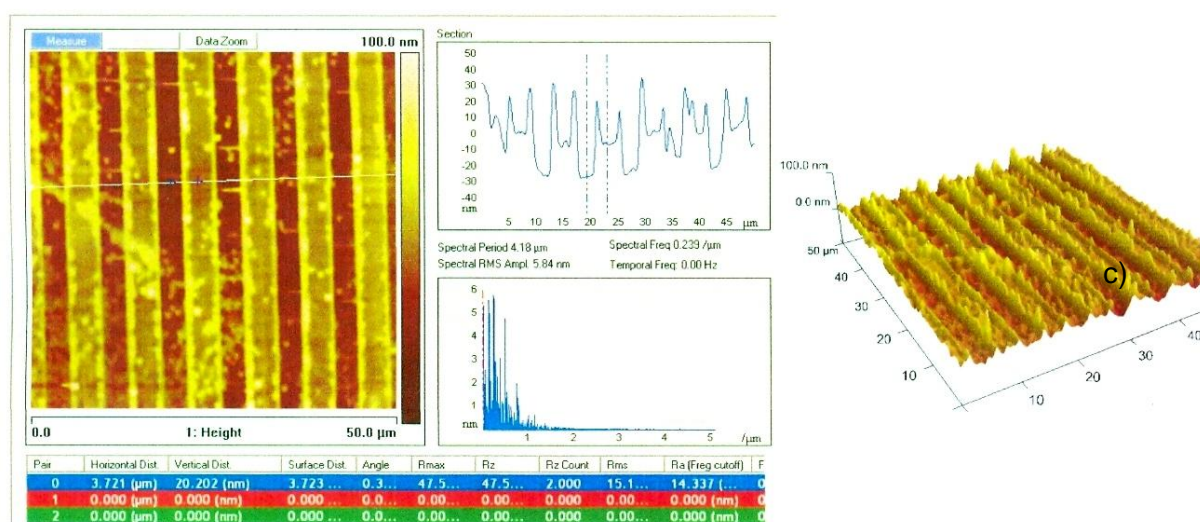 Measure
Data Zoom
100.0 nm
0.0
1: Height
50.0 µm
Section
50
40
30
20
10
0
-10
-20
-30
-40
nm
5
10
15
20
25
30
35
40
45
µm
Spectral Period 4.18 µm
Spectral Freq 0.239 /µm
Spectral RMS Ampl: 5.84 nm
Temporal Freq: 0.00 Hz
6
5
4
3
2
1
nm
1
2
3
4
5
/µm
100.0 nm
0.0 nm
50 µm
40
30
20
10
10
20
30
40
c)
Pair Horizontal Dist. Vertical Dist. Surface Dist. Angle Rmax Rz Rz Count Rms Ra (Freq cutoff) F
0 3.721 (µm) 20.202 (nm) 3.723 ... 0.3... 47.5... 47.5... 2.000 15.1... 14.337 (... 0
1 0.000 (µm) 0.000 (nm) 0.000 ... 0.00... 0.00... 0.00... 0.000 0.00... 0.000 (nm) 0
2 0.000 (µm) 0.000 (nm) 0.000 ... 0.00... 0.00... 0.00... 0.000 0.00... 0.000 (nm) 0